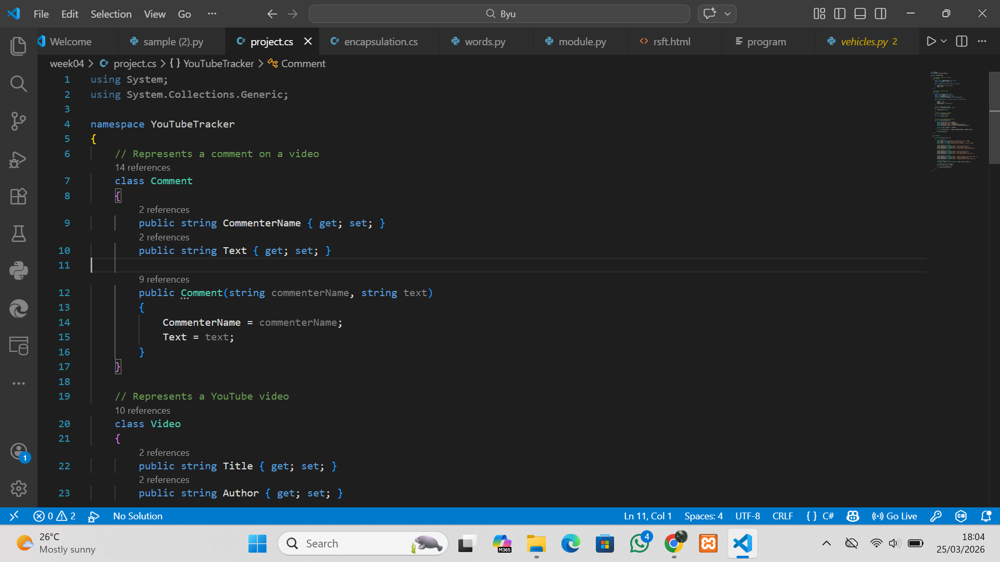 File Edit Selection View Go ··· Byu
Welcome sample (2).py project.cs encapsulation.cs words.py module.py rsft.html program vehicles.py 2
week04 > project.cs > { } YouTubeTracker > Comment
1 using System;
2 using System.Collections.Generic;
3
4 namespace YouTubeTracker
5 {
6 // Represents a comment on a video
14 references
7 class Comment
8 {
2 references
9 public string CommenterName { get; set; }
2 references
10 public string Text { get; set; }
11
9 references
12 public Comment(string commenterName, string text)
13 {
14 CommenterName = commenterName;
15 Text = text;
16 }
17 }
18
19 // Represents a YouTube video
10 references
20 class Video
21 {
2 references
22 public string Title { get; set; }
2 references
23 public string Author { get; set; }
1
0 2 No Solution Ln 11, Col 1 Spaces: 4 UTF-8 CRLF { } C# Go Live
26°C
Mostly sunny
Search
M365
4
18:04
25/03/2026